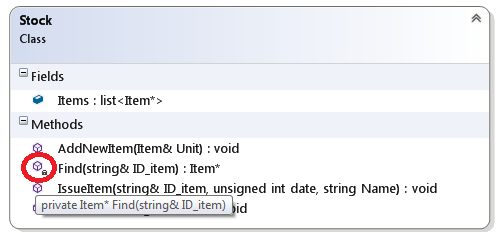 Stock
Class
Fields
Items : list<Item*>
Methods
AddNewItem(Item& Unit) : void
Find(string& ID_item) : Item*
IssueItem(string& ID_item, unsigned int date, string Name) : void
private Item* Find(string& ID_item)